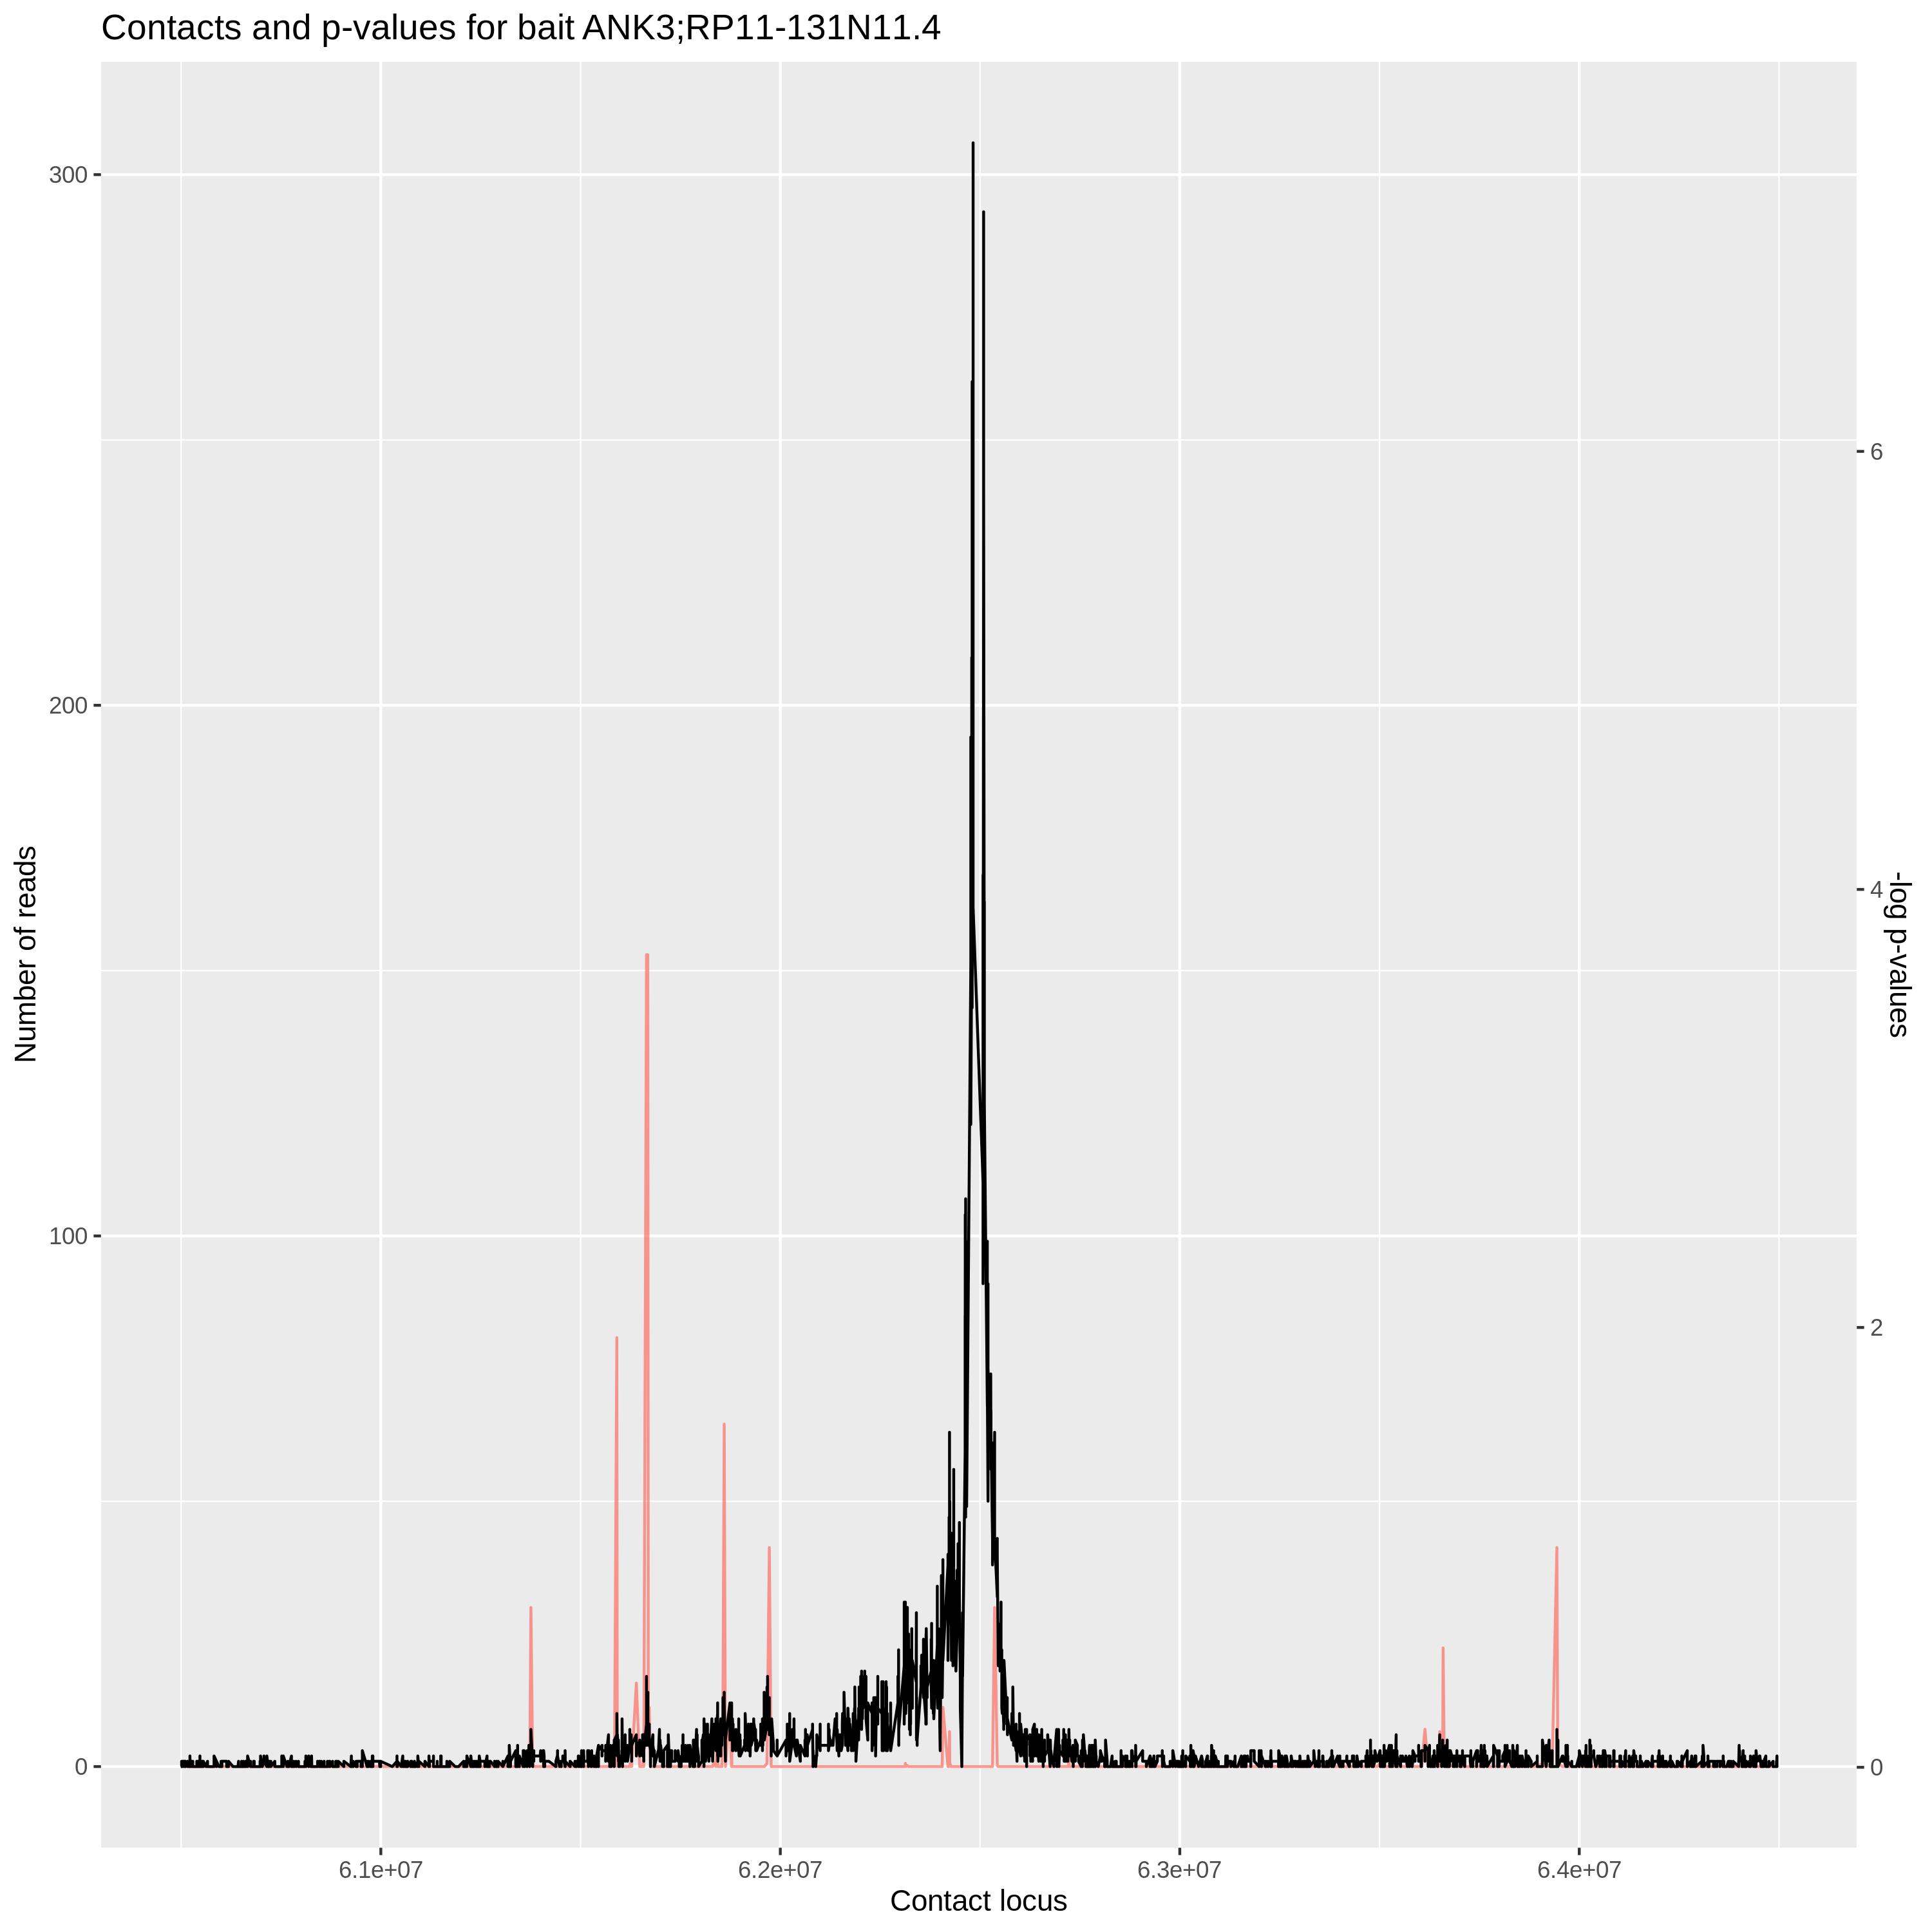 Contacts and p-values for bait ANK3;RP11-131N11.4
300
200
100
0
Number of reads
6
4
2
0
-log p-values
6.1e+07
6.2e+07
6.3e+07
6.4e+07
Contact locus